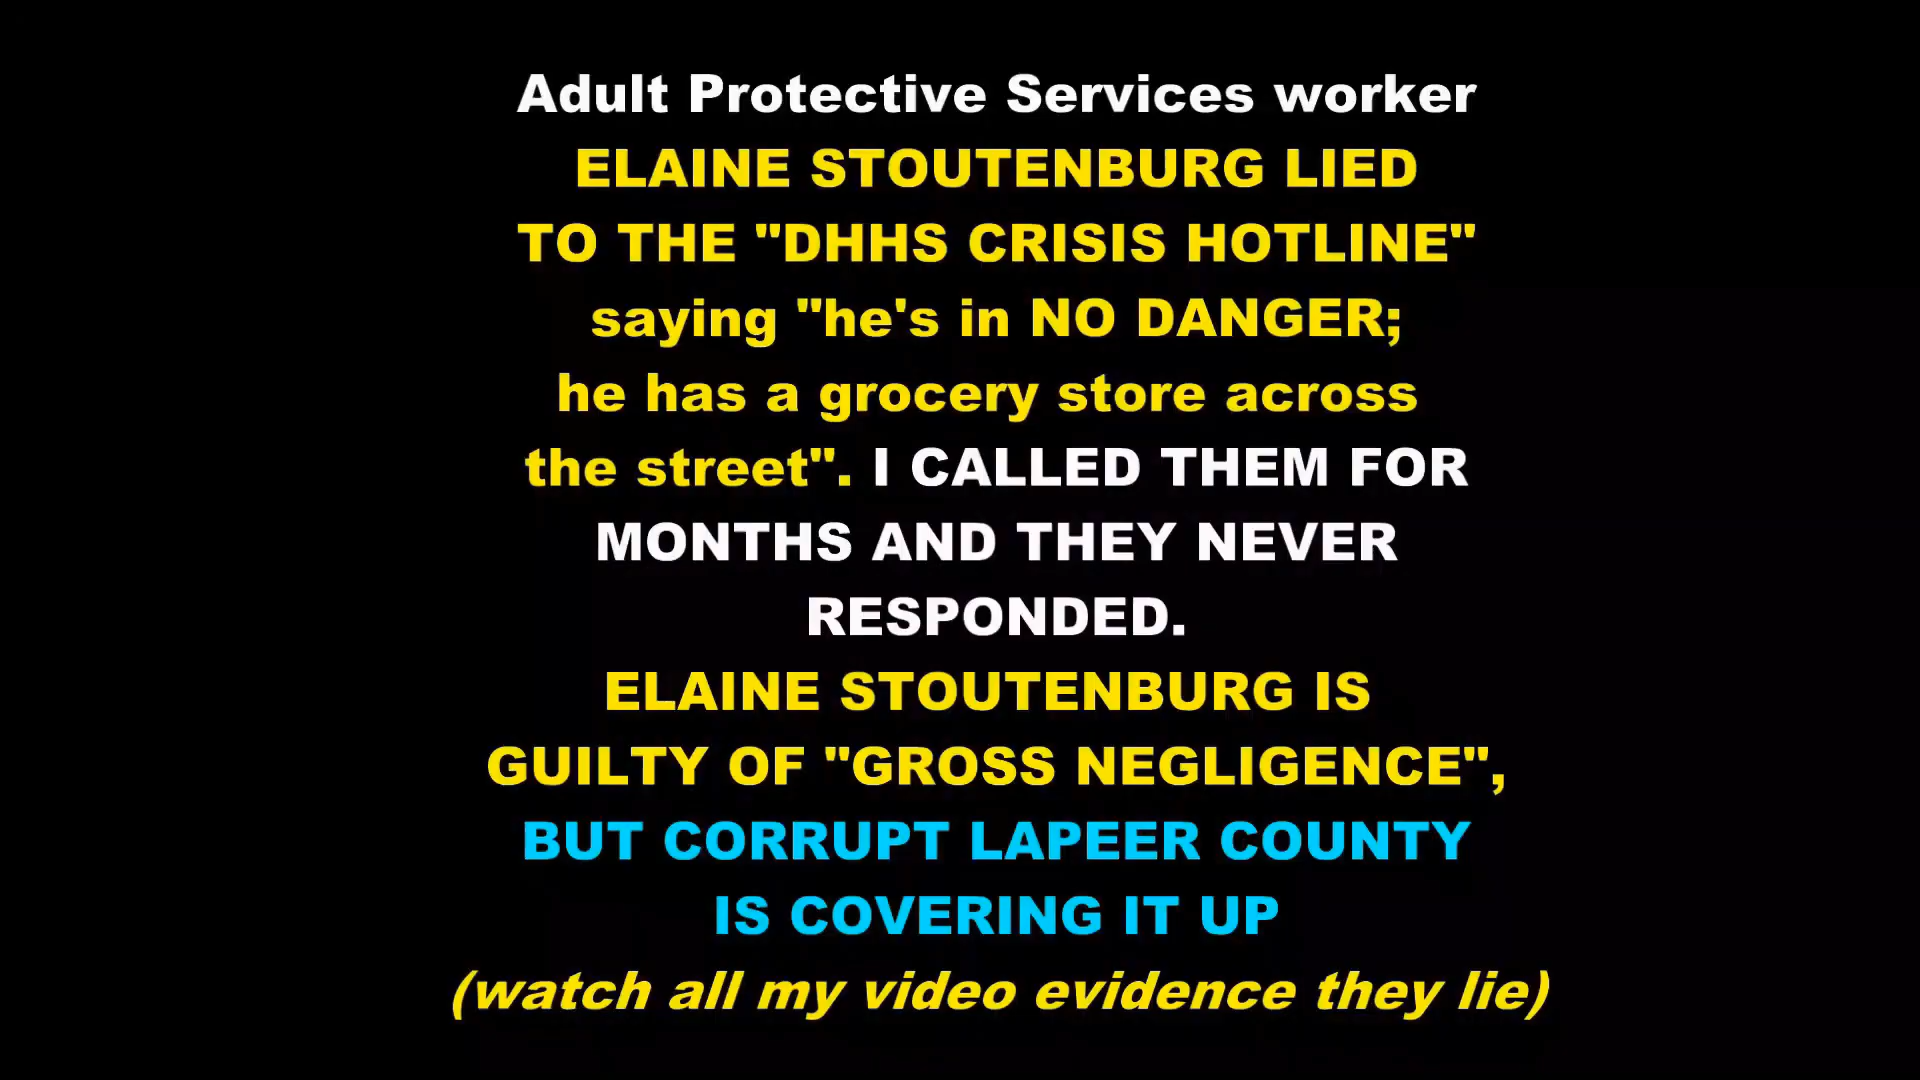 Adult Protective Services worker
ELAINE STOUTENBURG LIED
TO THE "DHHS CRISIS HOTLINE"
saying "he's in NO DANGER;
he has a grocery store across
the street". I CALLED THEM FOR
MONTHS AND THEY NEVER
RESPONDED.
ELAINE STOUTENBURG IS
GUILTY OF "GROSS NEGLIGENCE",
BUT CORRUPT LAPEER COUNTY
IS COVERING IT UP
(watch all my video evidence they lie)